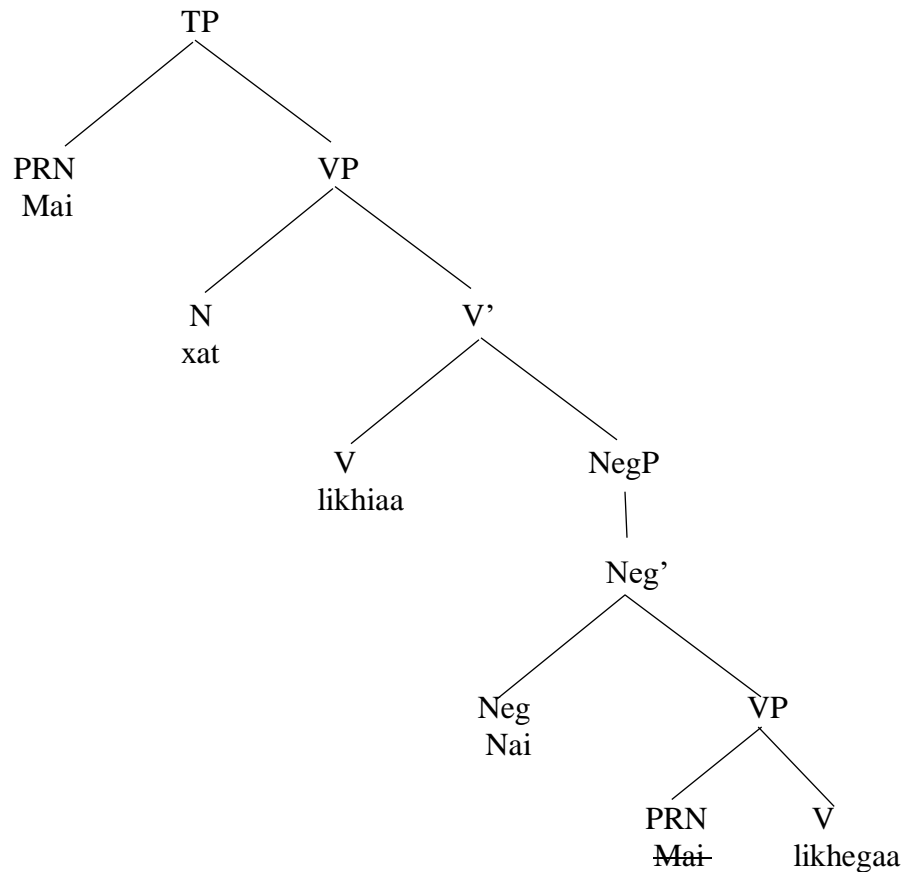 TP
PRN VP
Mai
N V’
xat
V NegP
likhiaa
Neg’
Neg VP
Nai
PRN V
Mai likhegaa